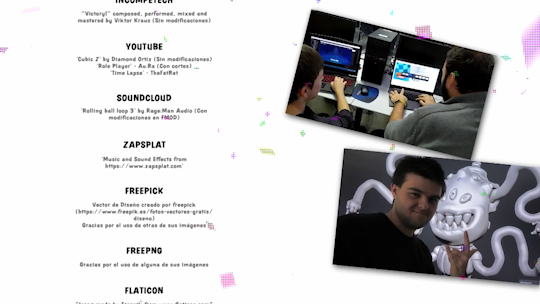 INCOMPETECH
"Victory!" composed, performed, mixed and
mastered by Viktor Kraus (Sin modificaciones)
YOUTUBE
'Cubic Z' by Diamond Ortiz (Sin modificaciones)
'Role Player' - Au.Ra (Con cortes)
'Time Lapse' - TheFatRat
SOUNDCLOUD
'Rolling ball loop 3' by Rags-Man Audio (Con
modificaciones en FMOD)
ZAPSPLAT
'Music and Sound Effects from
https://www.zapsplat.com'
FREEPICK
Vector de Diseño creado por freepick
(https://www.freepik.es/fotos-vectores-gratis/
diseno)
Gracias por el uso de otras de sus imágenes
FREEPNG
Gracias por el uso de alguna de sus imágenes
FLATICON